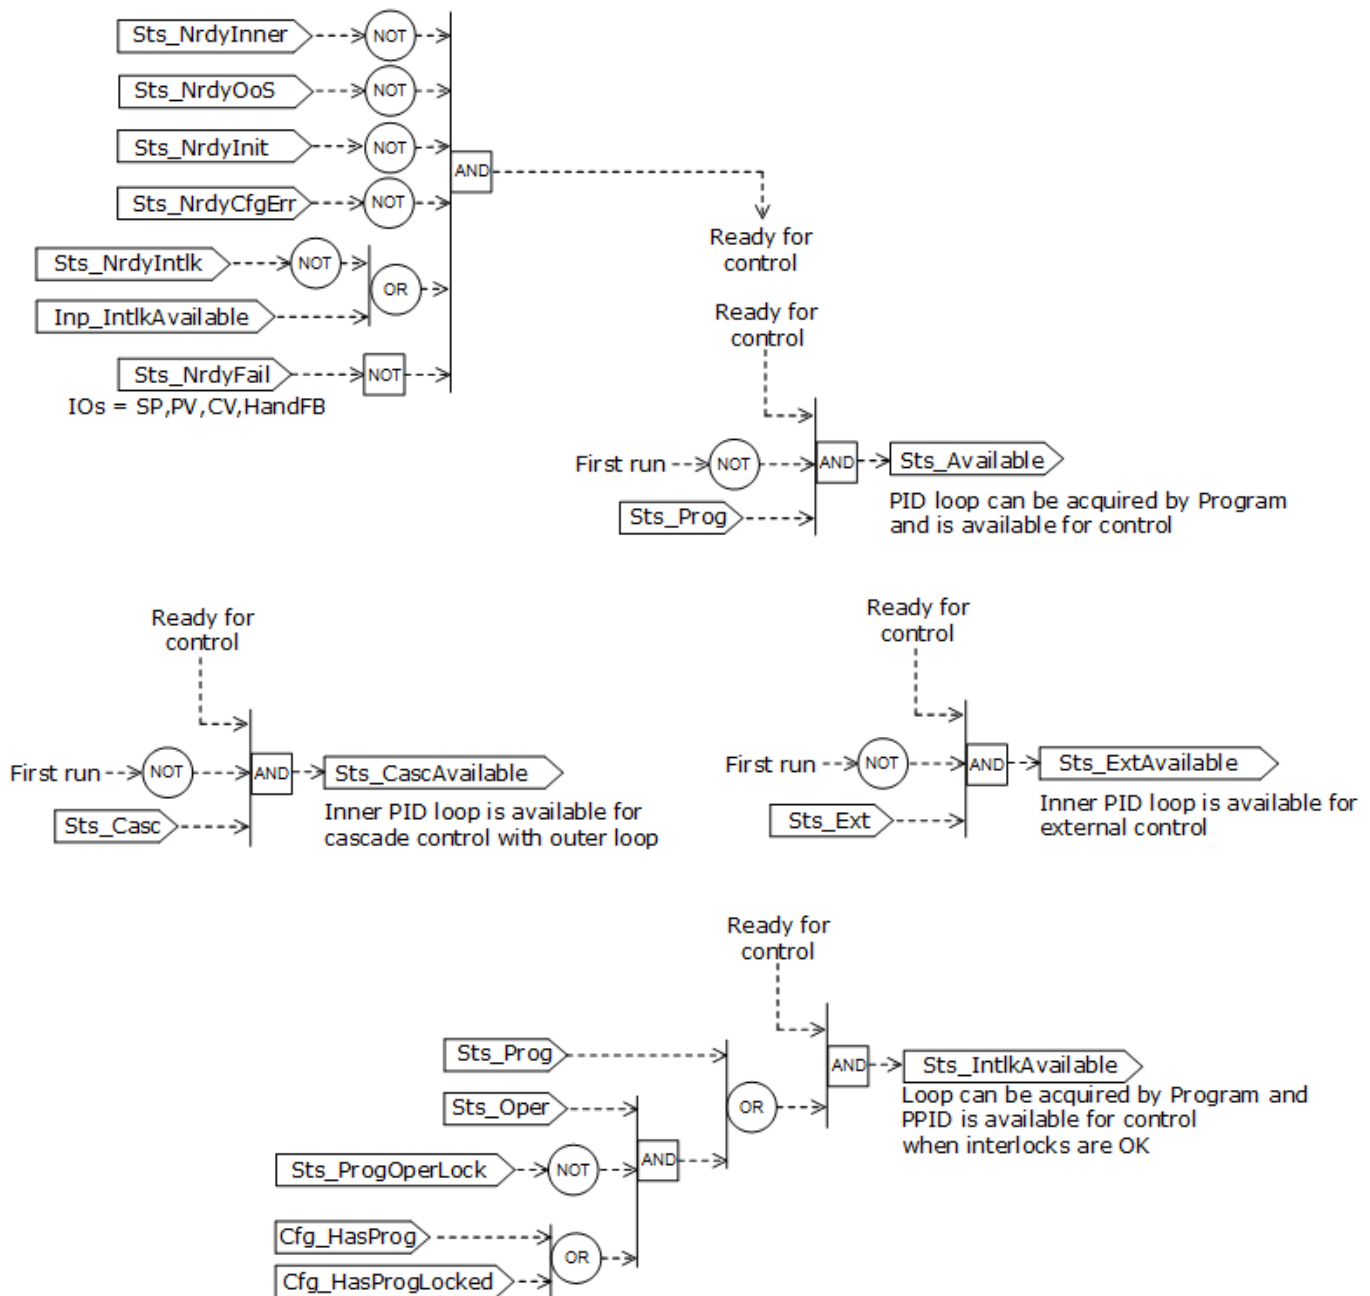 Sts_NrdyInner
NOT
Sts_NrdyOoS
NOT
Sts_NrdyInit
NOT
AND
Sts_NrdyCfgErr
NOT
Ready for
control
Sts_NrdyIntlk
NOT
OR
Inp_IntlkAvailable
Ready for
control
Sts_NrdyFail
NOT
IOs = SP,PV,CV,HandFB
First run
NOT
AND
Sts_Available
Sts_Prog
PID loop can be acquired by Program
and is available for control
Ready for
control
First run
NOT
AND
Sts_CascAvailable
Sts_Casc
Inner PID loop is available for
cascade control with outer loop
Ready for
control
First run
NOT
AND
Sts_ExtAvailable
Sts_Ext
Inner PID loop is available for
external control
Ready for
control
Sts_Prog
AND
Sts_IntlkAvailable
Loop can be acquired by Program and
PPID is available for control
when interlocks are OK
Sts_Oper
OR
Sts_ProgOperLock
NOT
AND
Cfg_HasProg
OR
Cfg_HasProgLocked